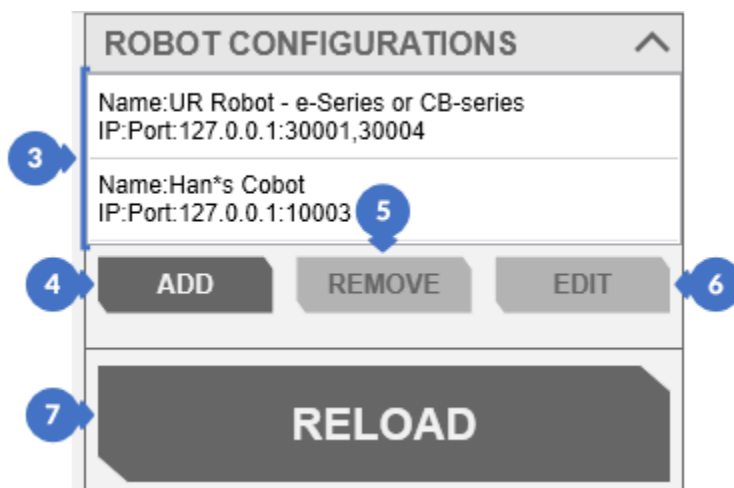 ROBOT CONFIGURATIONS
Name:UR Robot - e-Series or CB-series
IP:Port:127.0.0.1:30001,30004
3
Name:Han*s Cobot
IP:Port:127.0.0.1:10003
5
4
ADD
REMOVE
EDIT
6
7
RELOAD